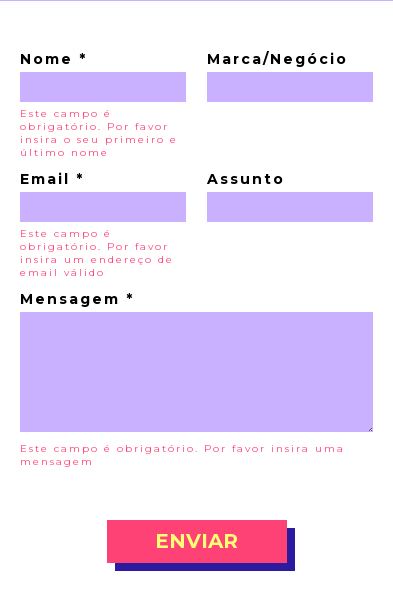 Nome *
Marca/Negócio
Este campo é
obrigatório. Por favor
insira o seu primeiro e
último nome
Email *
Assunto
Este campo é
obrigatório. Por favor
insira um endereço de
email válido
Mensagem *
Este campo é obrigatório. Por favor insira uma
mensagem
ENVIAR